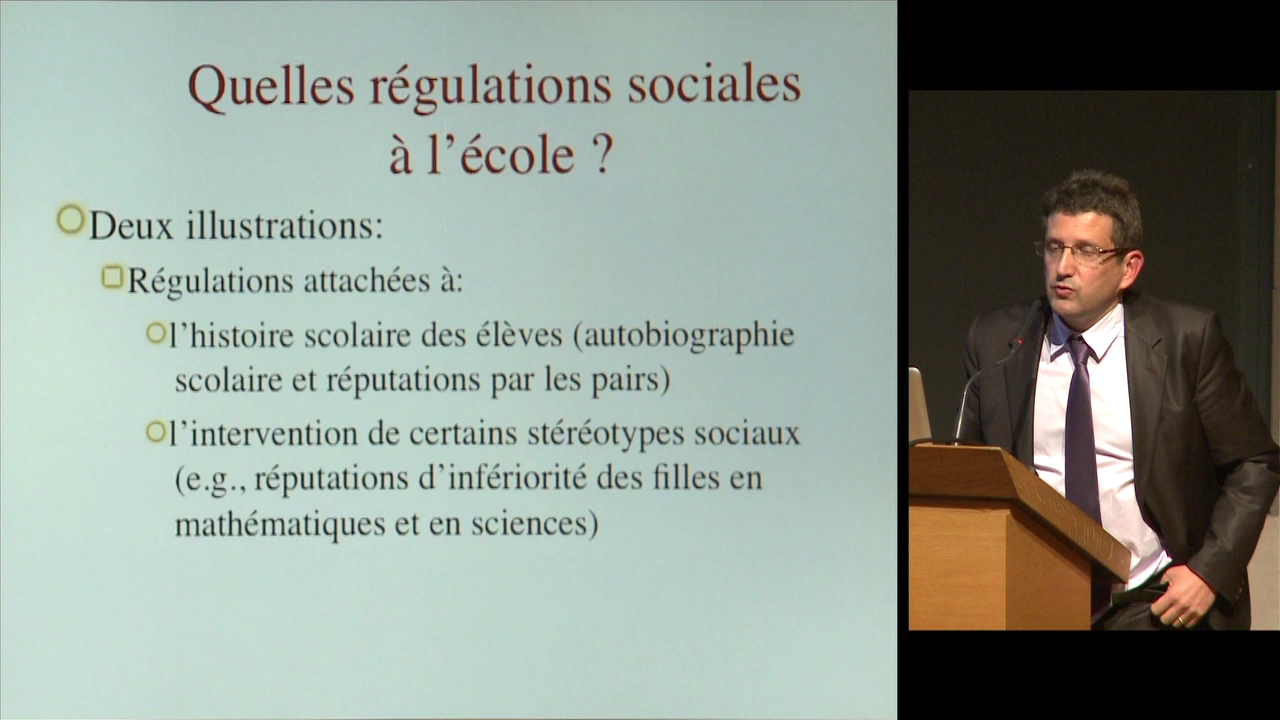 Quelles régulations sociales
à l’école ?
Deux illustrations:
Régulations attachées à:
l’histoire scolaire des élèves (autobiographie
scolaire et réputations par les pairs)
l’intervention de certains stéréotypes sociaux
(e.g., réputations d’infériorité des filles en
mathématiques et en sciences)